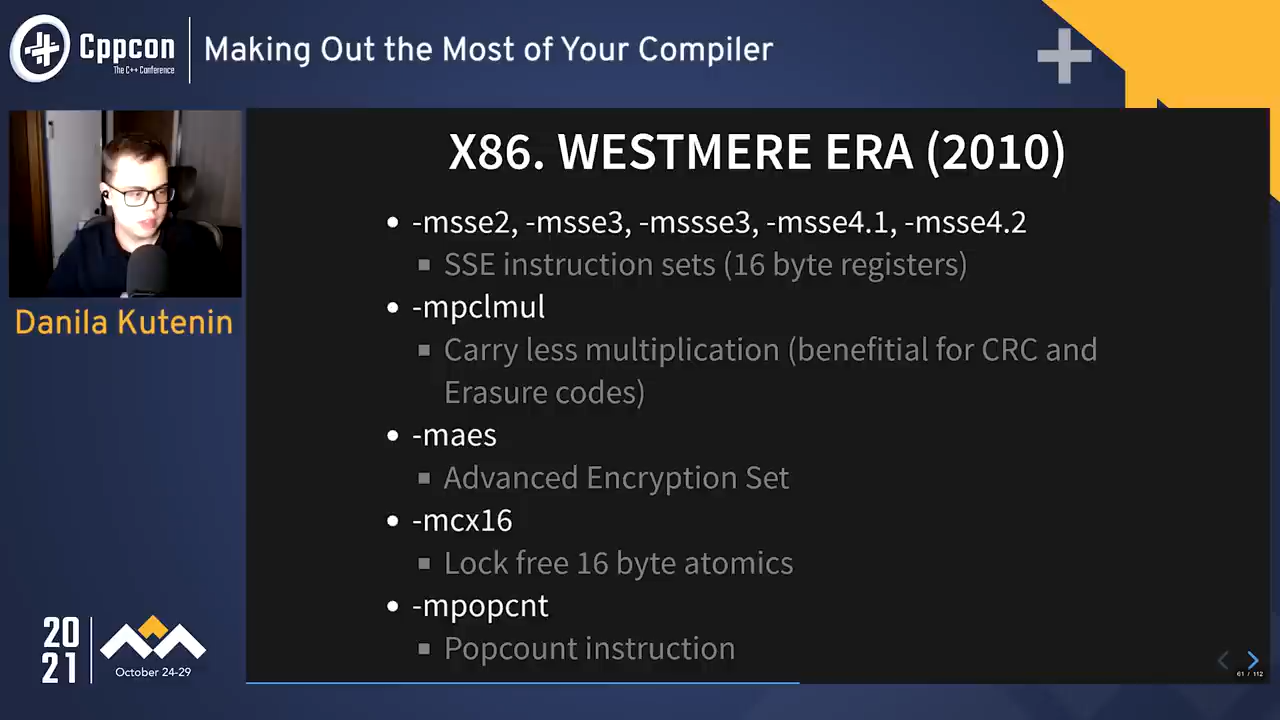 Cppcon
The C++ Conference
Making Out the Most of Your Compiler
Danila Kutenin
X86. WESTMERE ERA (2010)
-msse2, -msse3, -mssse3, -msse4.1, -msse4.2
SSE instruction sets (16 byte registers)
-mpclmul
Carry less multiplication (benefitial for CRC and
Erasure codes)
-maes
Advanced Encryption Set
-mcx16
Lock free 16 byte atomics
-mpopcnt
Popcount instruction
20
21
October 24-29
61 / 112